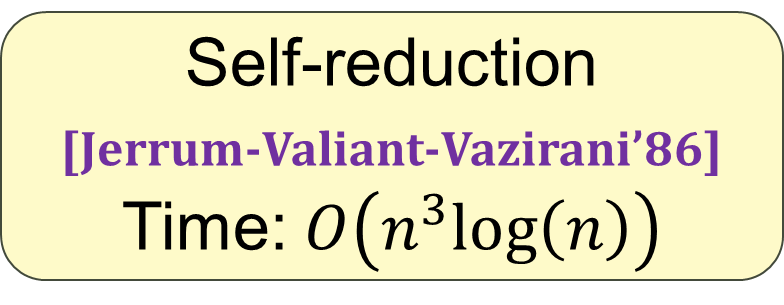 Self-reduction
[Jerrum-Valiant-Vazirani’86]
Time: O(n³log(n))